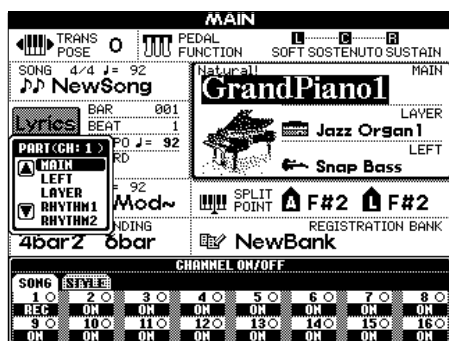 MAIN
TRANS POSE 0
PEDAL FUNCTION
L C R
SOFT SOSTENUTO SUSTAIN
SONG 4/4 ♩= 92
NewSong
Natural! MAIN
GrandPiano1
LAYER
Jazz Organ1
LEFT
Snap Bass
Lyrics
BAR 001
BEAT 1
PO ♩= 92
RD
PART(CH: 1)
MAIN
LEFT
LAYER
RHYTHM1
RHYTHM2
92
Mod~
SPLIT POINT A F#2 L F#2
NDING
4bar2 6bar
REGISTRATION BANK
NewBank
CHANNEL ON/OFF
SONG STYLE
1 2 3 4 5 6 7 8
REC ON ON ON ON ON ON ON
9 10 11 12 13 14 15 16
ON ON ON ON ON ON ON ON